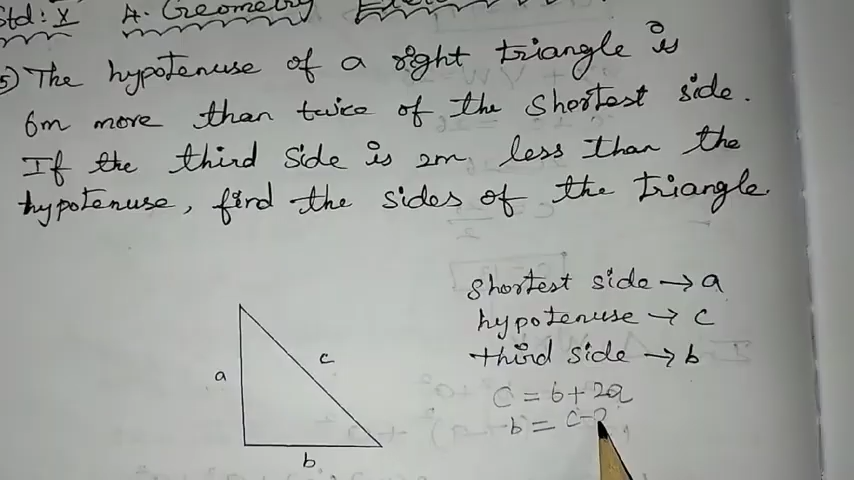 Std: X A. Geometry
5) The hypotenuse of a right triangle is
6m more than twice of the shortest side.
If the third side is 2m less than the
hypotenuse, find the sides of the triangle.
shortest side → a
hypotenuse → c
third side → b
C = 6+2a
b = c-2
a
c
b